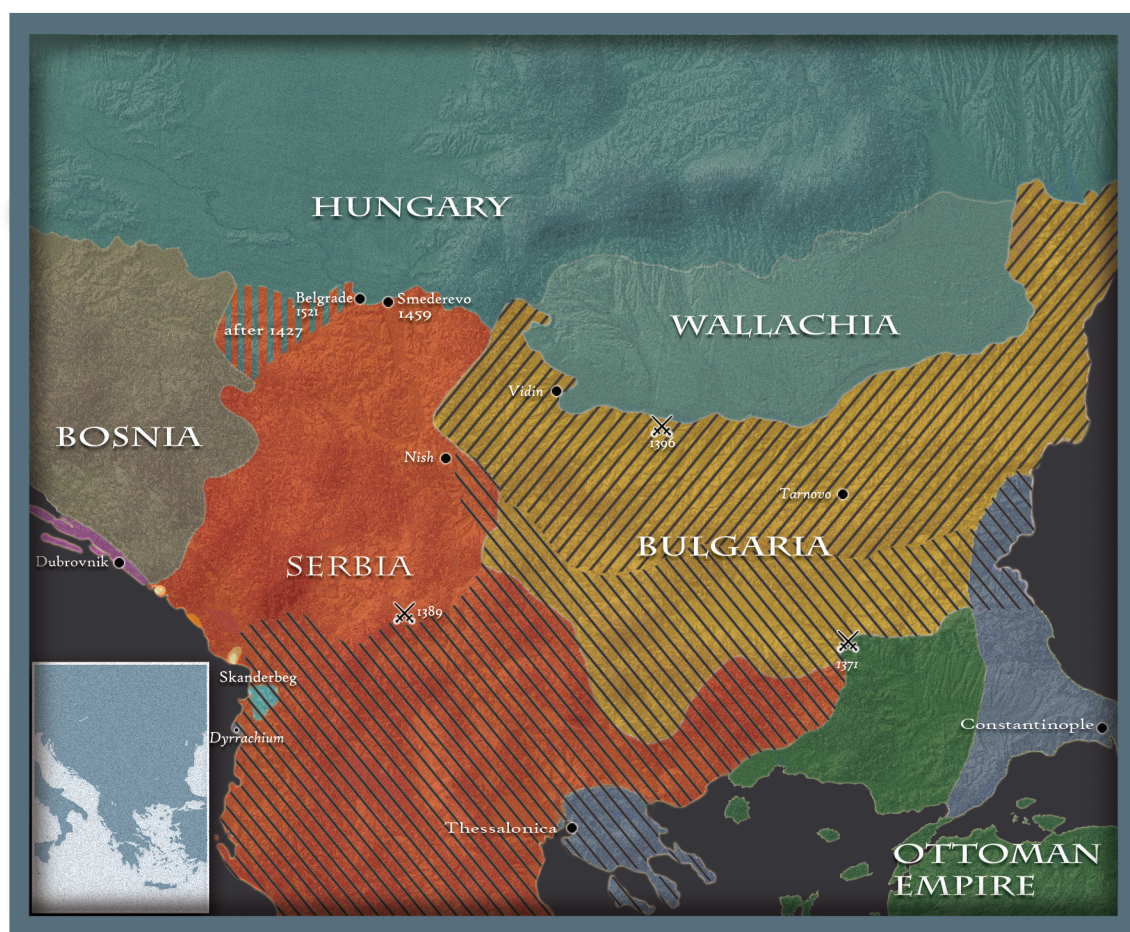 HUNGARY
Belgrade
1521
Smederevo
1459
after 1427
WALLACHIA
Vidin
1396
BOSNIA
Nish
Tarnovo
BULGARIA
Dubrovnik
SERBIA
1389
1371
Skanderbeg
Constantinople
Dyrrachium
Thessalonica
OTTOMAN
EMPIRE